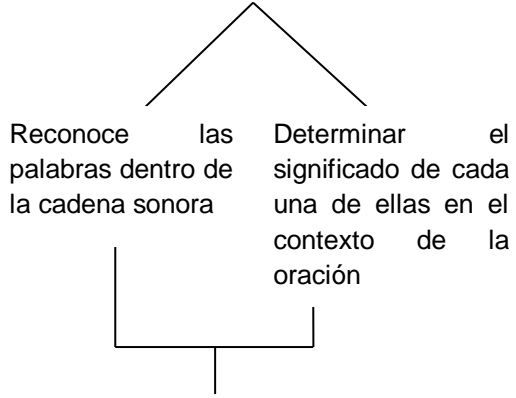 Reconoce las
palabras dentro de
la cadena sonora
Determinar el
significado de cada
una de ellas en el
contexto de la
oración